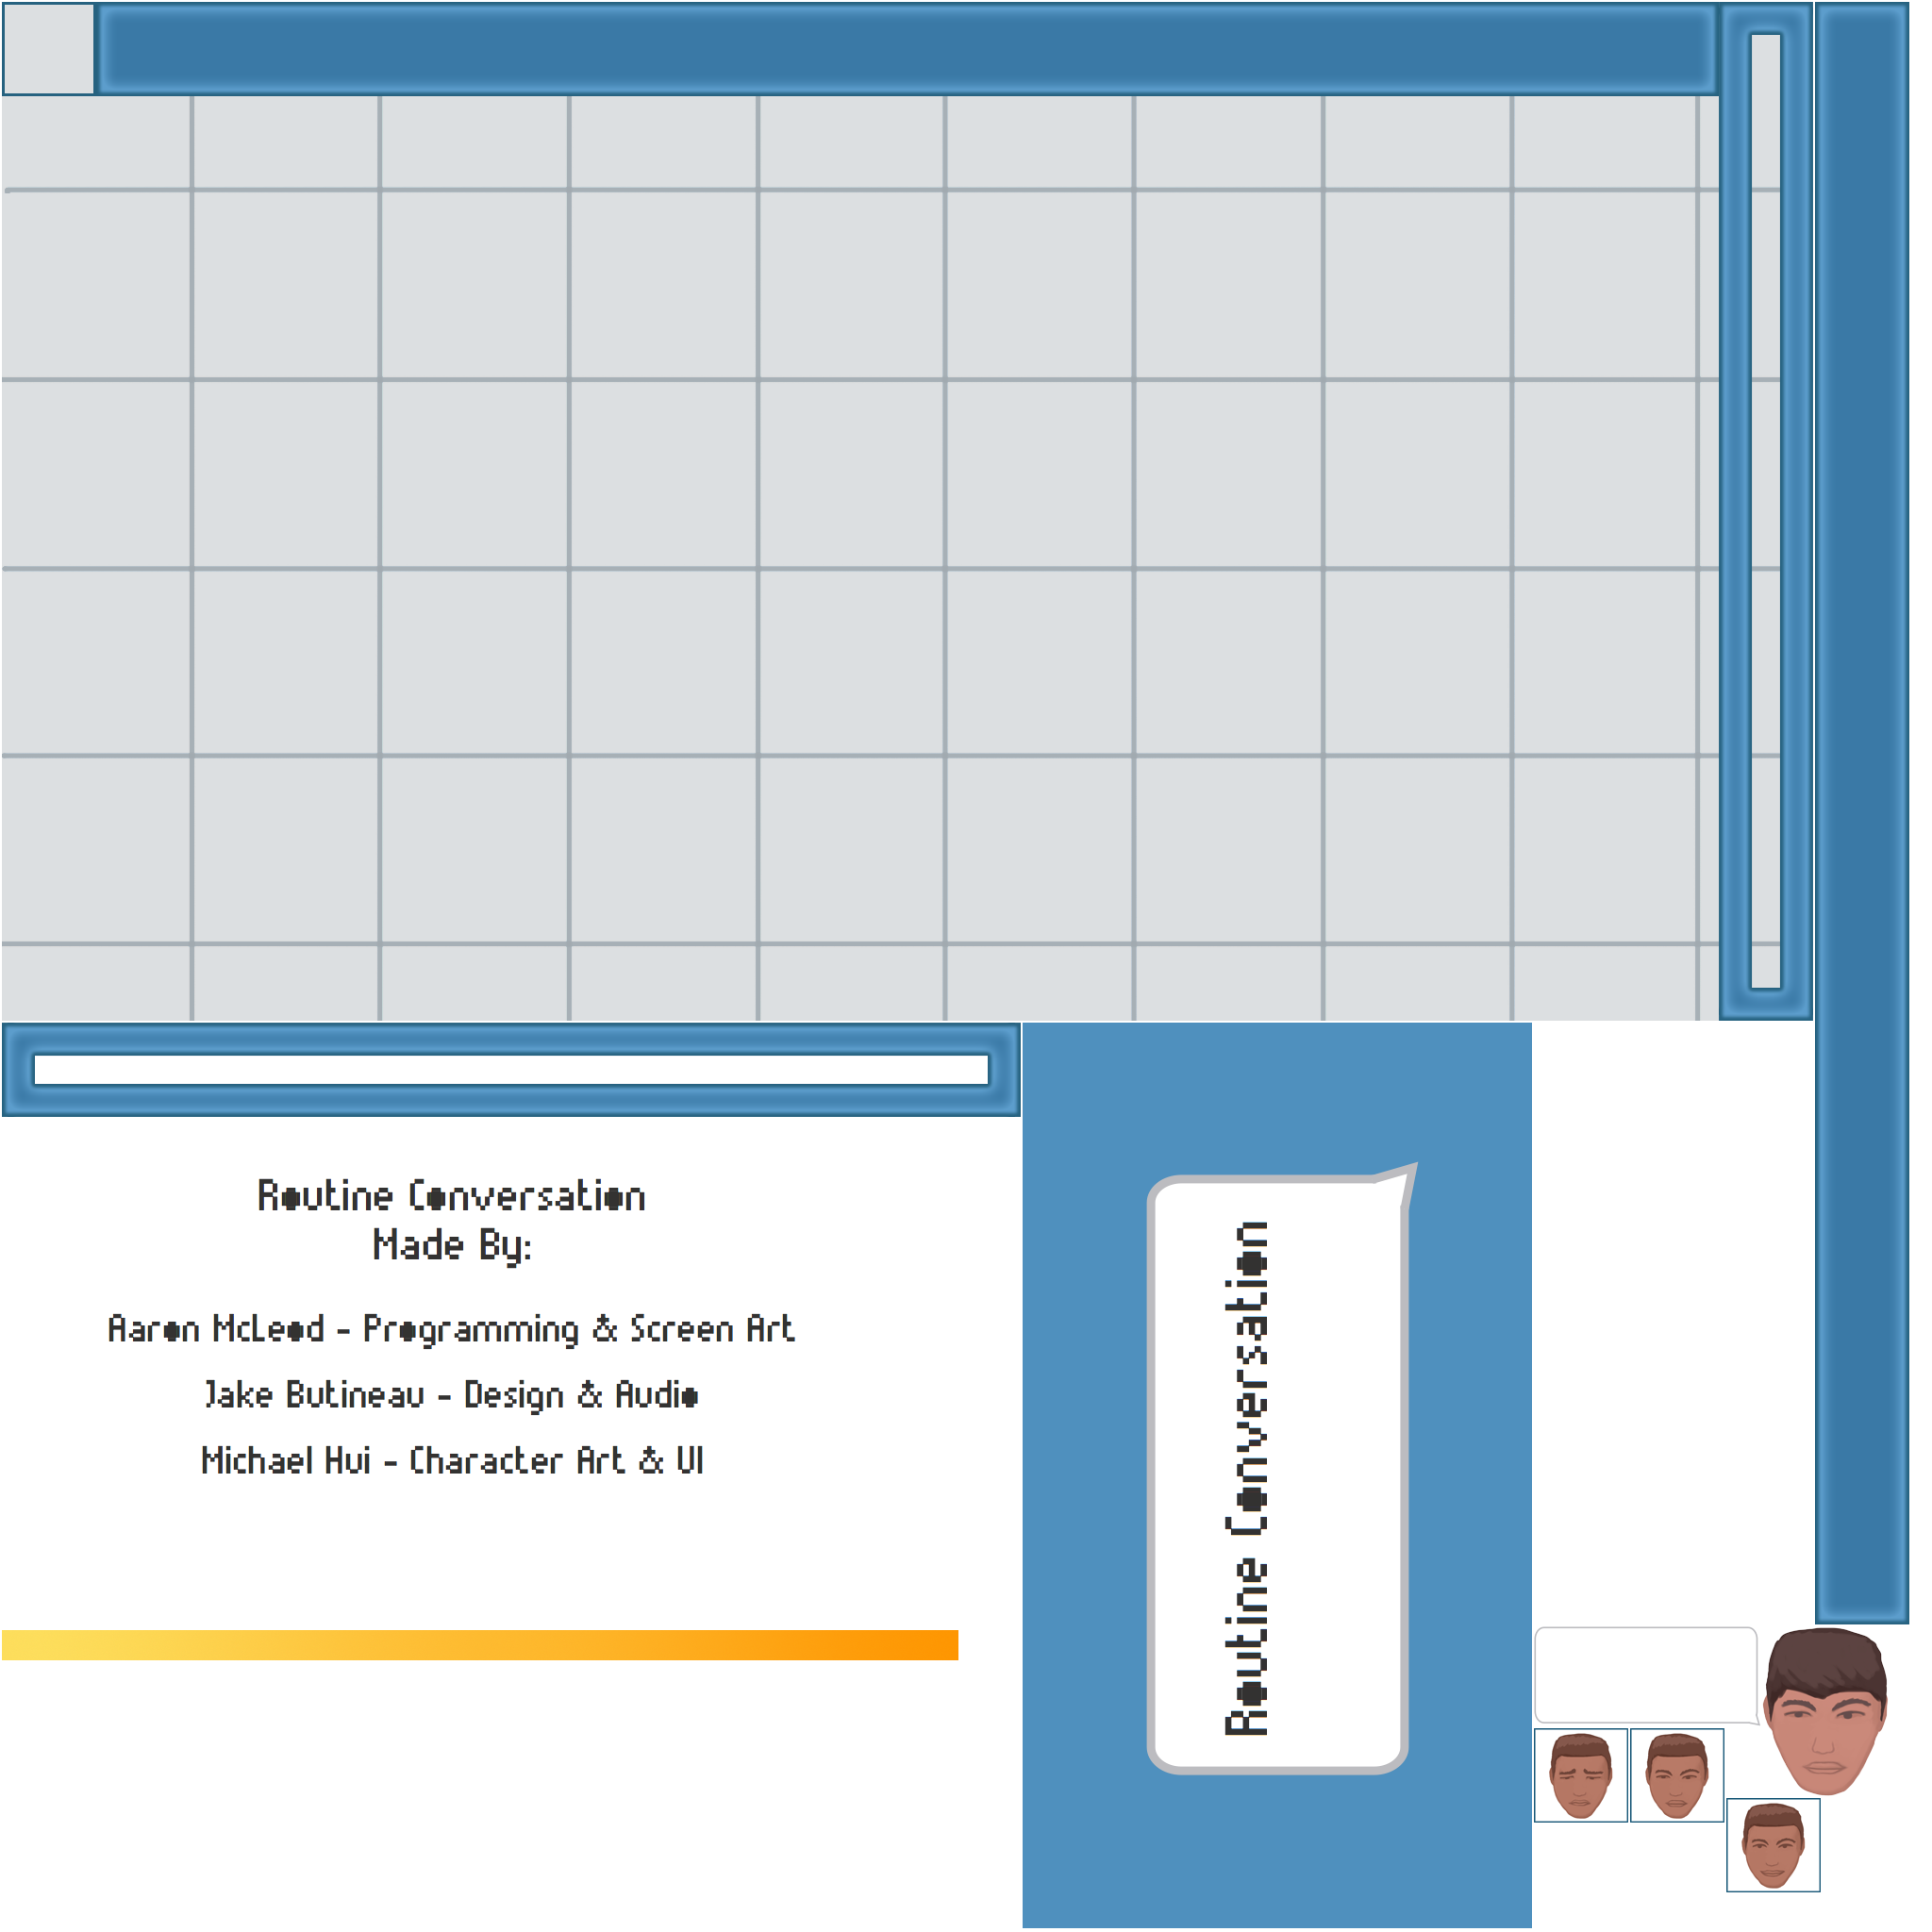 Routine Conversation
Made By:
Aaron McLeod - Programming & Screen Art
Jake Butineau - Design & Audio
Michael Hui - Character Art & UI
Routine Conversation